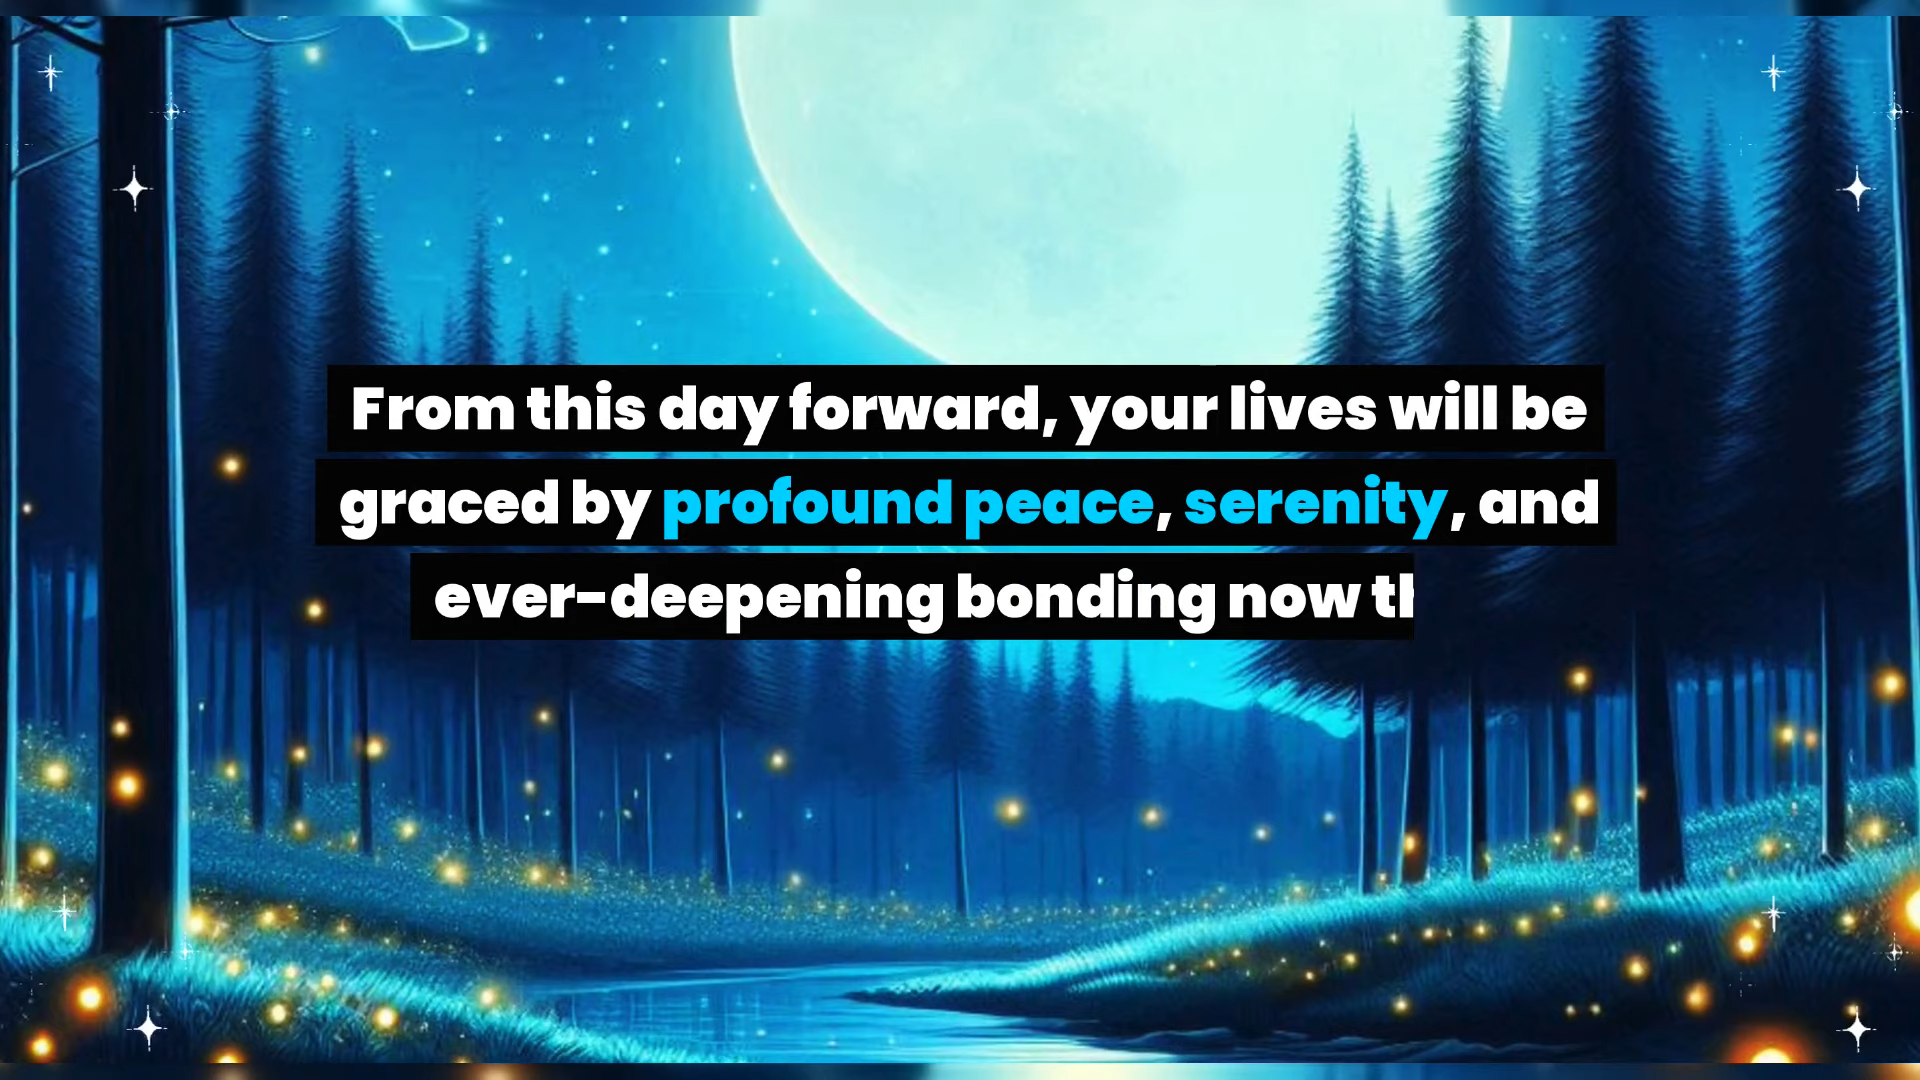 From this day forward, your lives will be
graced by profound peace, serenity, and
ever-deepening bonding now